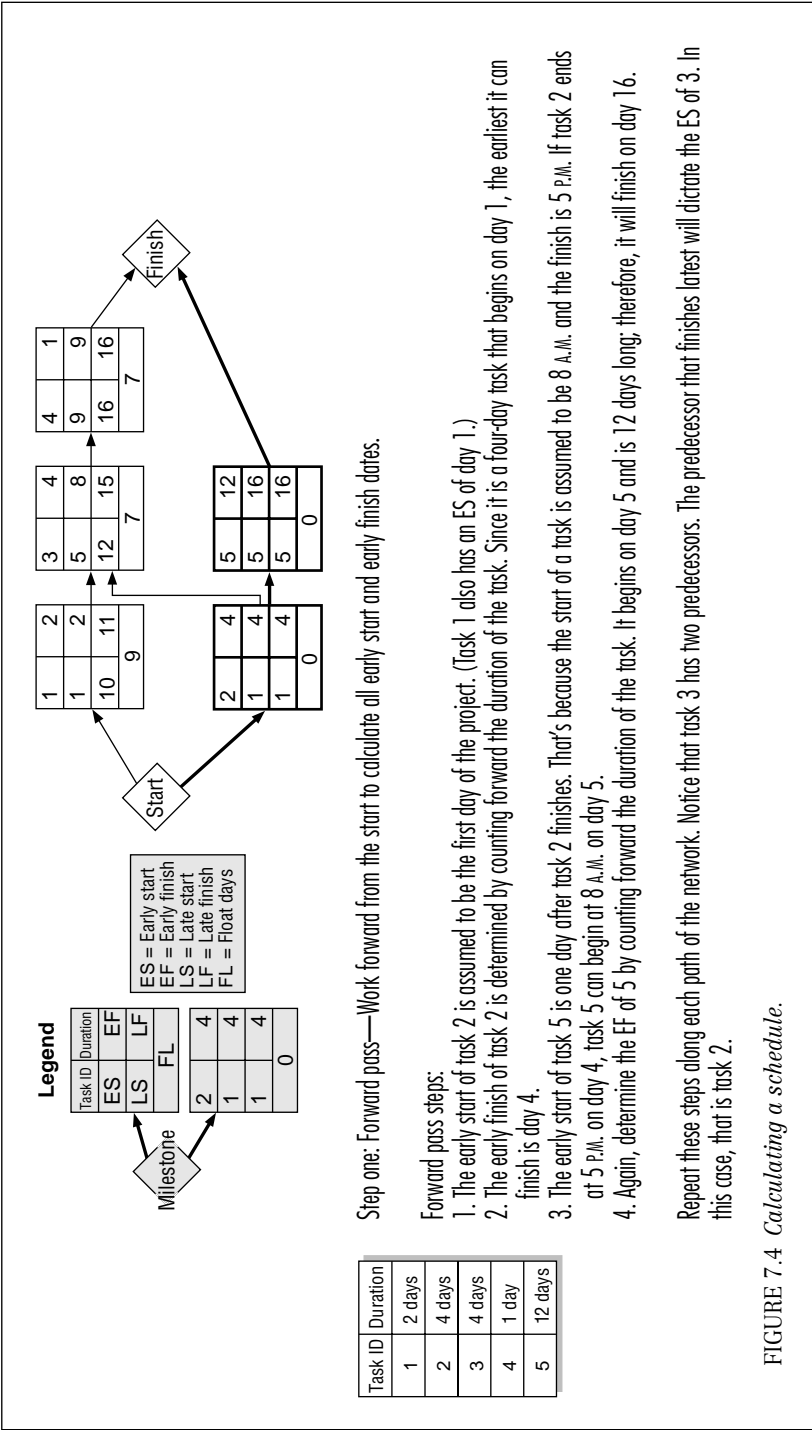 Legend
Task ID Duration
ES EF
LS LF
FL
Milestone
2 4
1 4
1 4
0
ES = Early start
EF = Early finish
LS = Late start
LF = Late finish
FL = Float days
Start
1 2
1 2
10 11
9
3 4
5 8
12 15
7
4 1
9 9
16 16
7
2 4
1 4
1 4
0
5 12
5 16
5 16
0
Finish
Task ID Duration
1 2 days
2 4 days
3 4 days
4 1 day
5 12 days
Step one: Forward pass—Work forward from the start to calculate all early start and early finish dates.
Forward pass steps:
1. The early start of task 2 is assumed to be the first day of the project. (Task 1 also has an ES of day 1.)
2. The early finish of task 2 is determined by counting forward the duration of the task. Since it is a four-day task that begins on day 1, the earliest it can
finish is day 4.
3. The early start of task 5 is one day after task 2 finishes. That's because the start of a task is assumed to be 8 A.M. and the finish is 5 P.M. If task 2 ends
at 5 P.M. on day 4, task 5 can begin at 8 A.M. on day 5.
4. Again, determine the EF of 5 by counting forward the duration of the task. It begins on day 5 and is 12 days long; therefore, it will finish on day 16.
Repeat these steps along each path of the network. Notice that task 3 has two predecessors. The predecessor that finishes latest will dictate the ES of 3. In
this case, that is task 2.
FIGURE 7.4 Calculating a schedule.